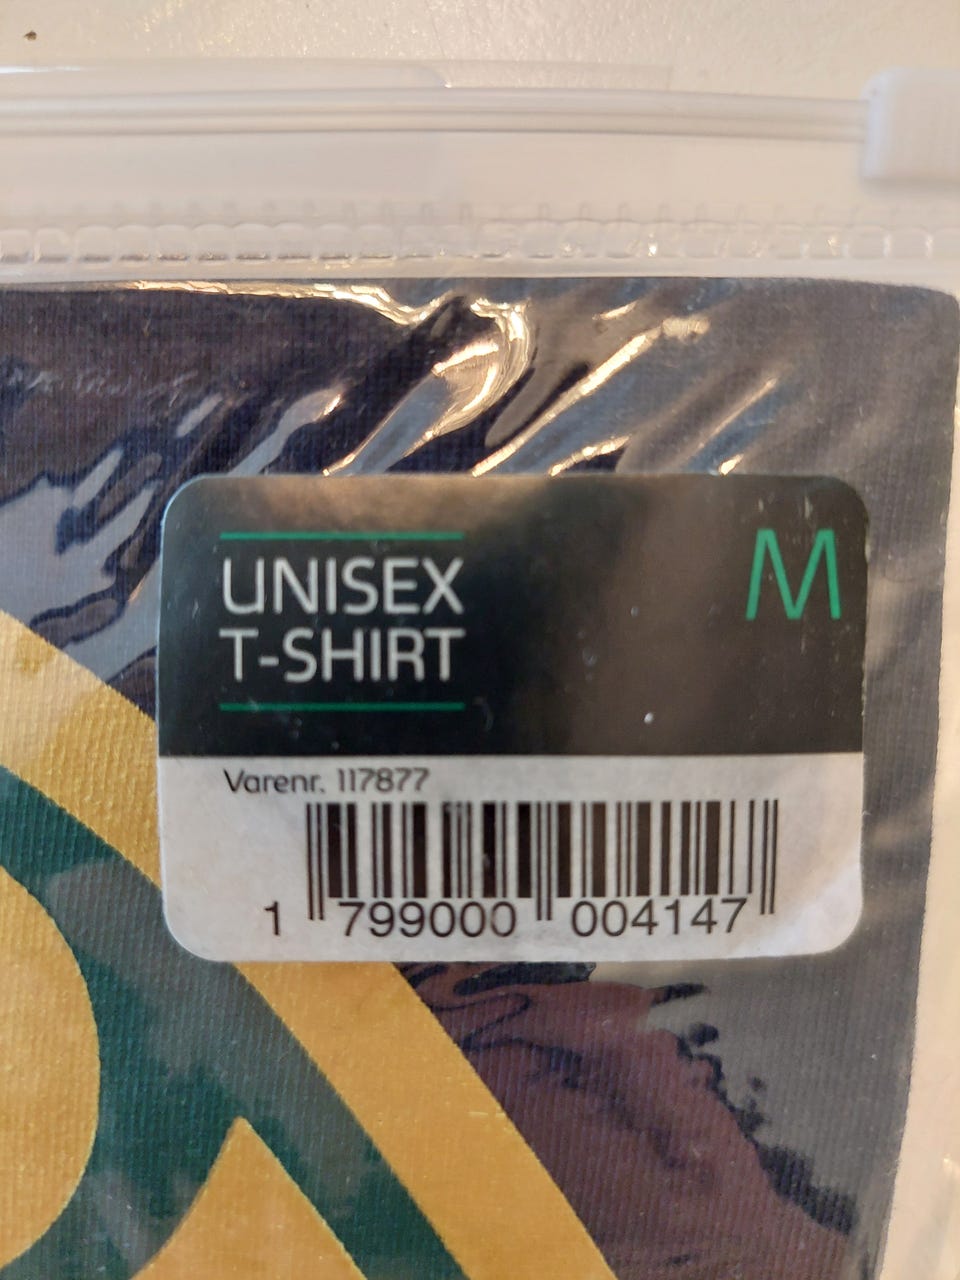 UNISEX
T-SHIRT
M
Varenr. 117877
1 799000 004147